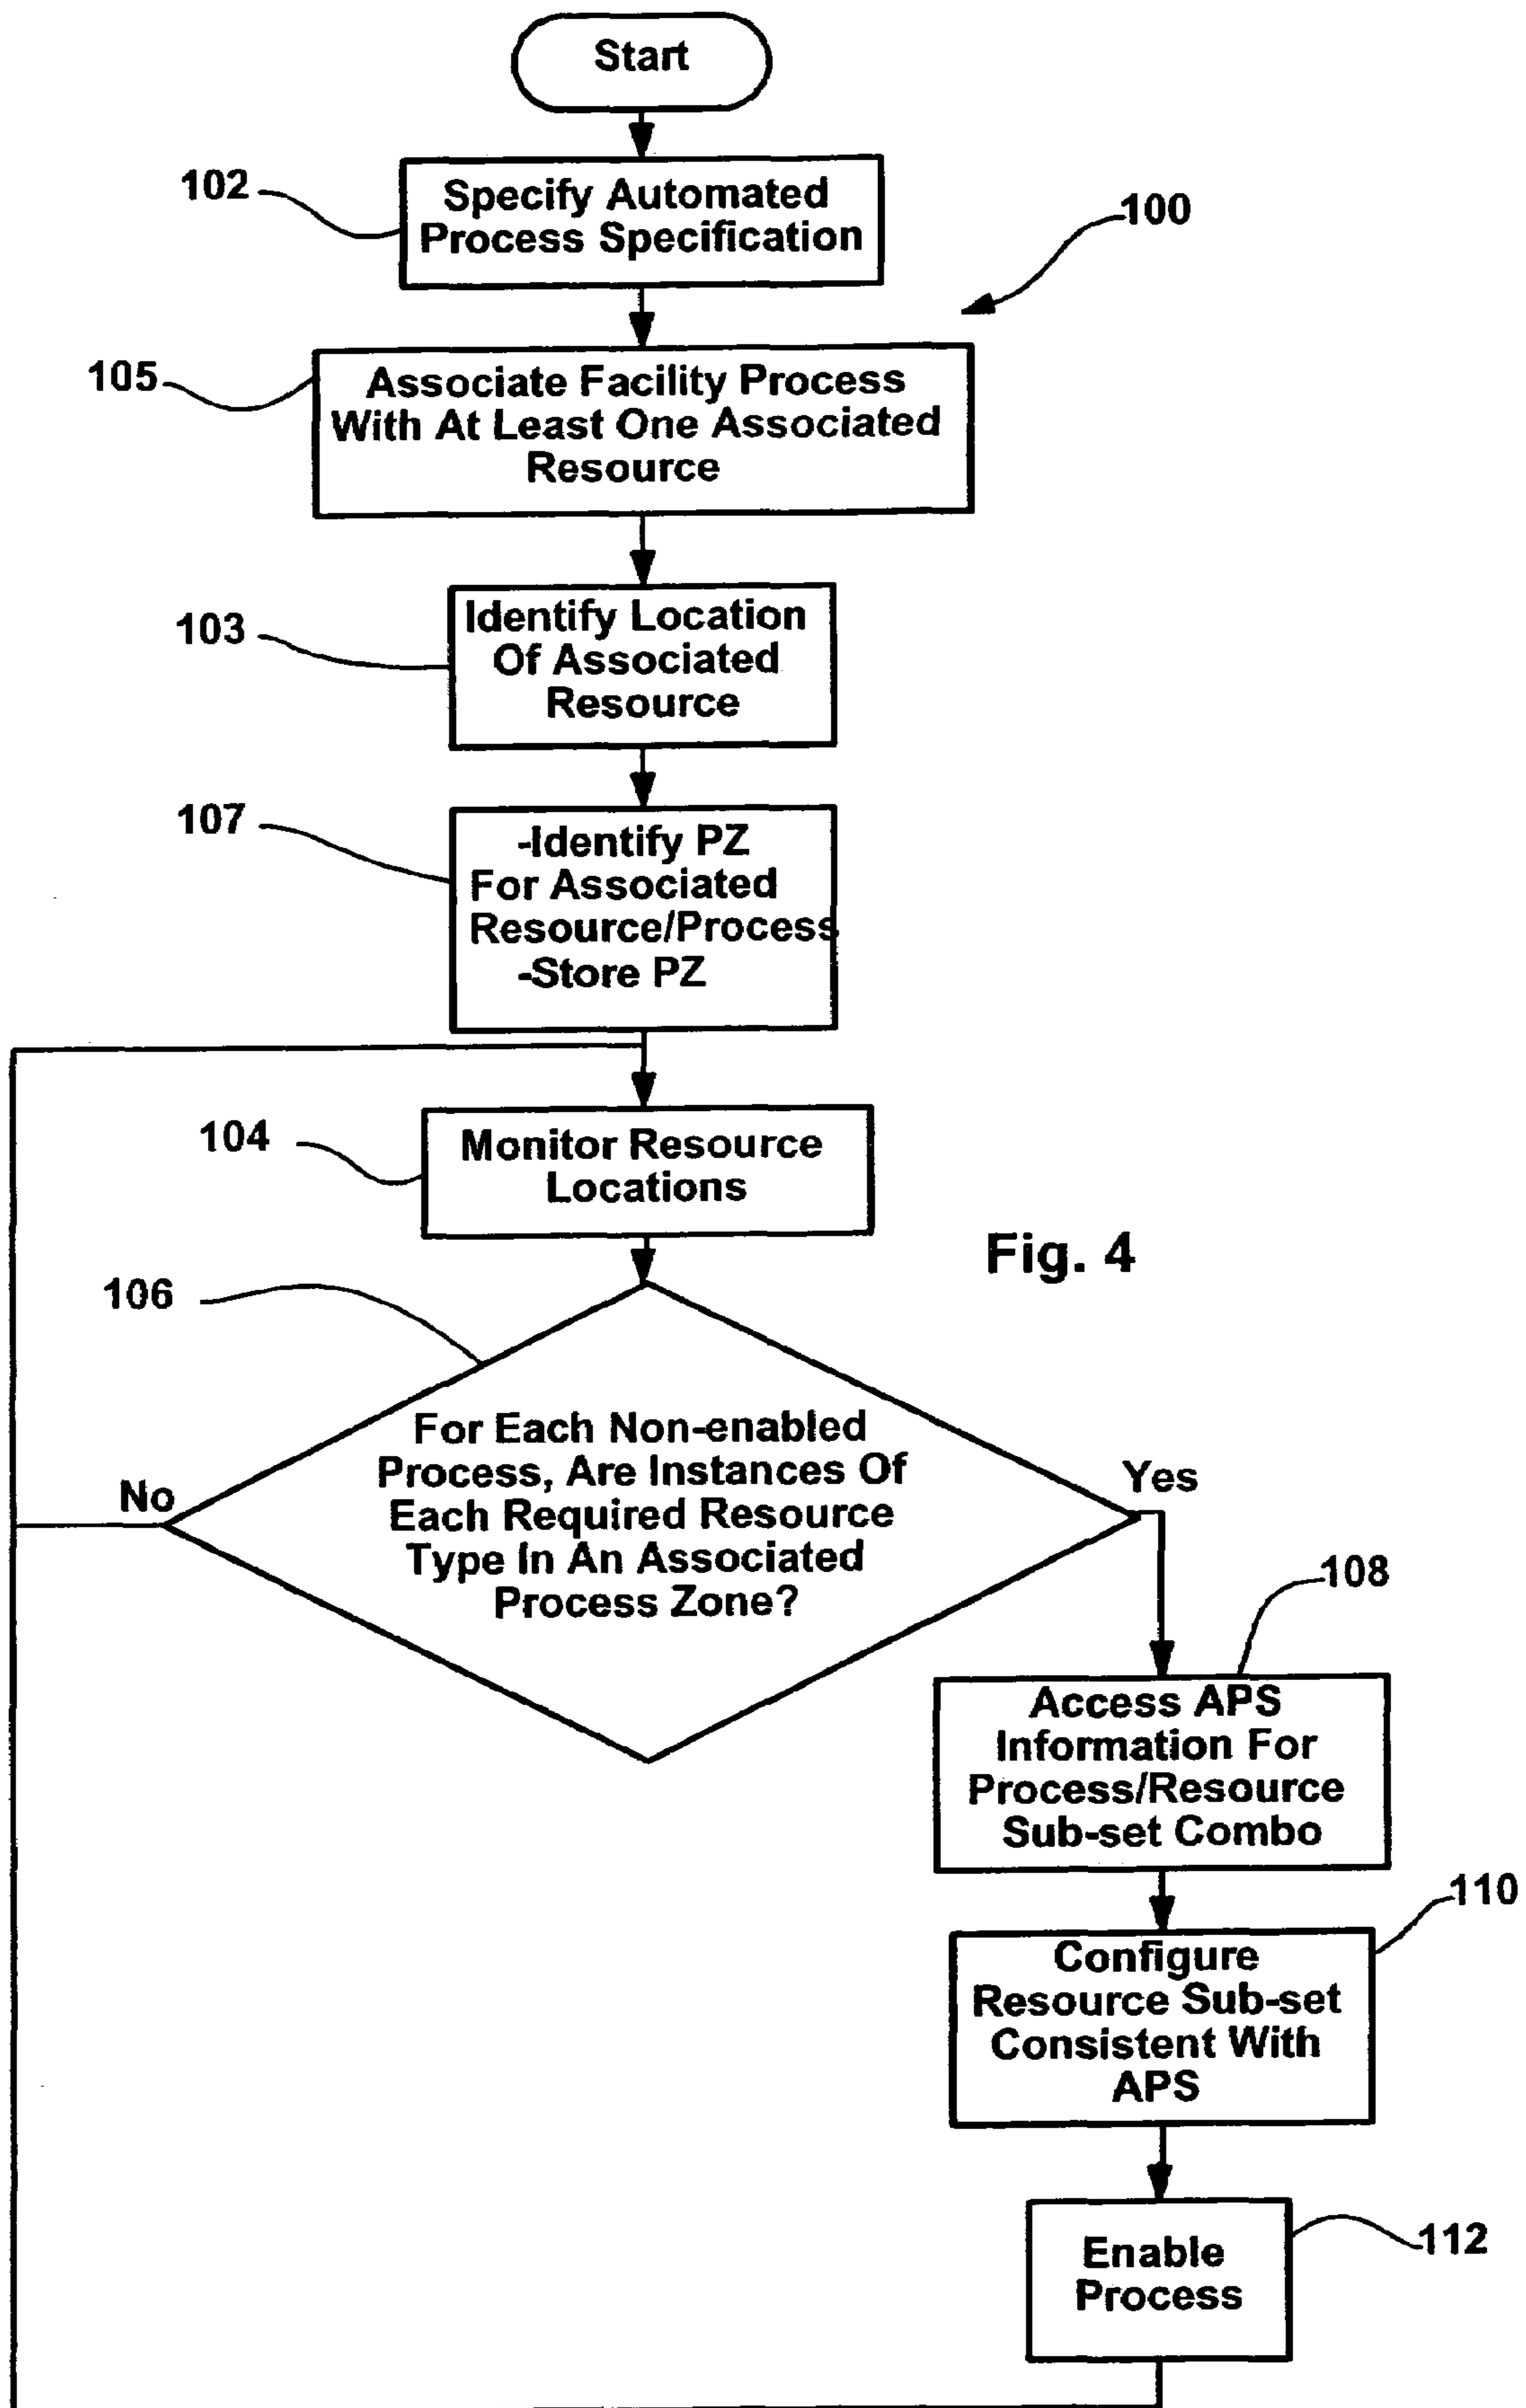 Start
102
Specify Automated
Process Specification
100
105
Associate Facility Process
With At Least One Associated
Resource
103
Identify Location
Of Associated
Resource
107
-Identify PZ
For Associated
Resource/Process
-Store PZ
104
Monitor Resource
Locations
Fig. 4
106
For Each Non-enabled
Process, Are Instances Of
Each Required Resource
Type In An Associated
Process Zone?
No
Yes
108
Access APS
Information For
Process/Resource
Sub-set Combo
110
Configure
Resource Sub-set
Consistent With
APS
112
Enable
Process